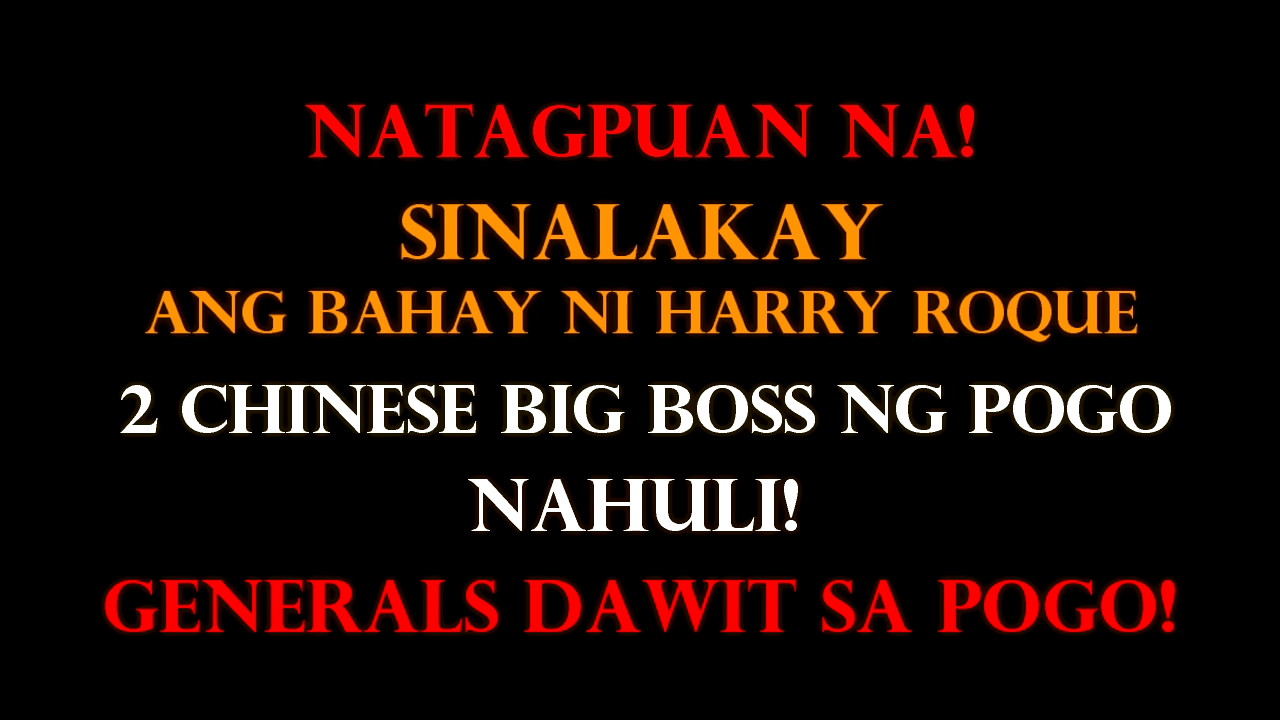 NATAGPUAN NA!
SINALAKAY
ANG BAHAY NI HARRY ROQUE
2 CHINESE BIG BOSS NG POGO
NAHULI!
GENERALS DAWIT SA POGO!